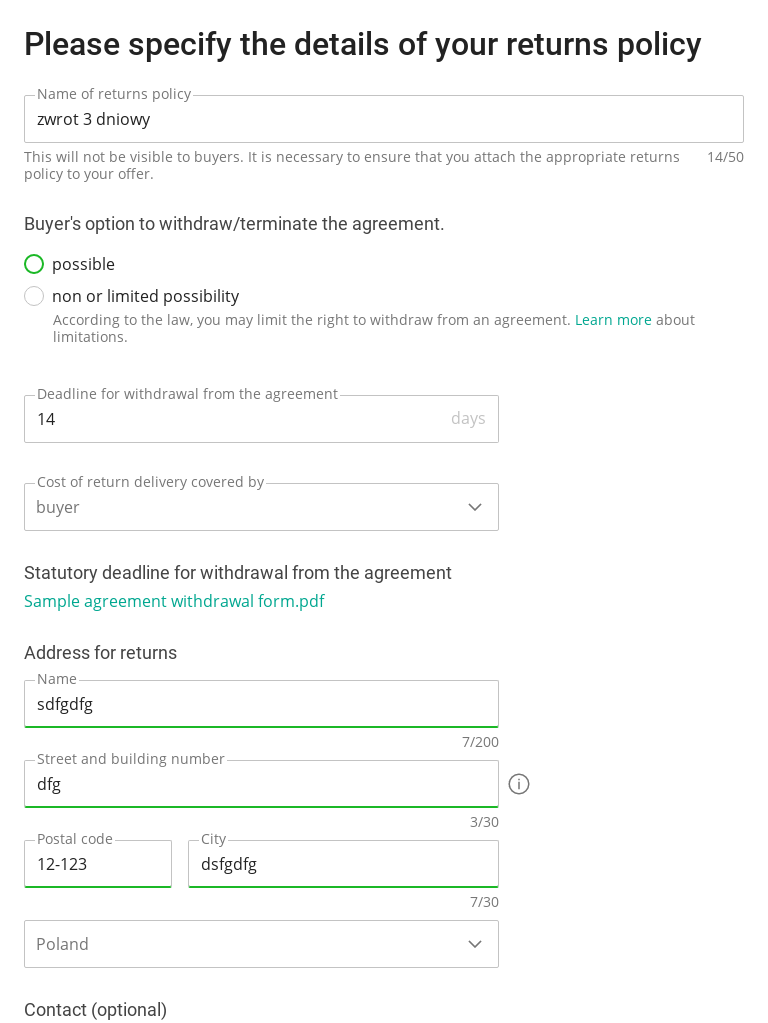 Please specify the details of your returns policy
Name of returns policy
zwrot 3 dniowy
This will not be visible to buyers. It is necessary to ensure that you attach the appropriate returns 14/50
policy to your offer.
Buyer's option to withdraw/terminate the agreement.
possible
non or limited possibility
According to the law, you may limit the right to withdraw from an agreement. Learn more about
limitations.
Deadline for withdrawal from the agreement
14 days
Cost of return delivery covered by
buyer
Statutory deadline for withdrawal from the agreement
Sample agreement withdrawal form.pdf
Address for returns
Name
sdfgdfg
7/200
Street and building number
dfg
3/30
Postal code City
12-123 dsfgdfg
7/30
Poland
Contact (optional)